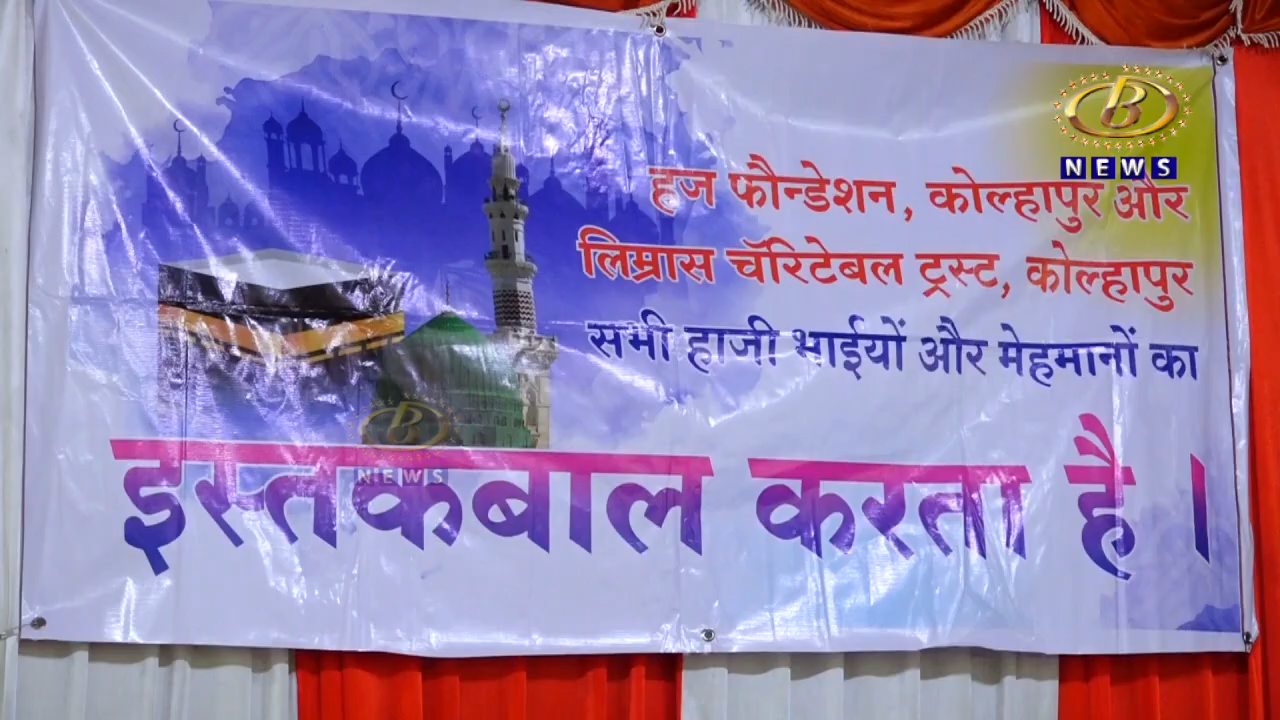 B
NEWS
हज फौन्डेशन, कोल्हापुर और
लिम्रास चॅरिटेबल ट्रस्ट, कोल्हापुर
सभी हाजी भाईयों और मेहमानों का
B
NEWS
इस्तकबाल करता है ।